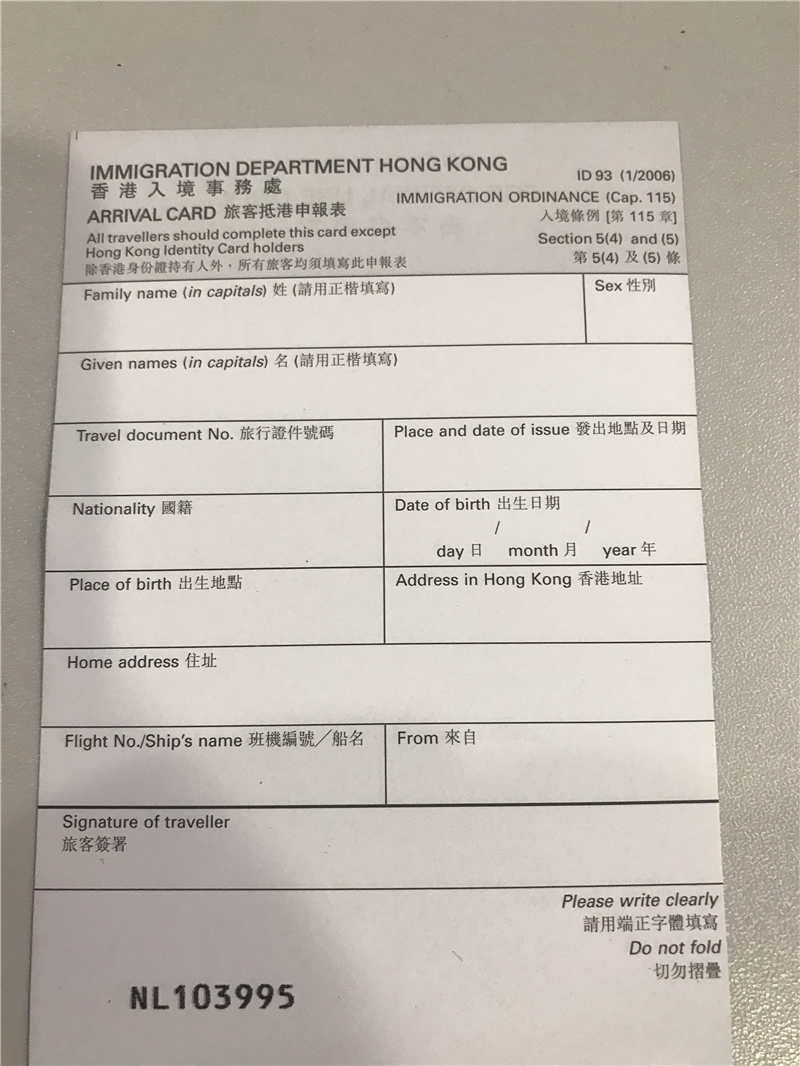 IMMIGRATION DEPARTMENT HONG KONG
香港入境事務處
ARRIVAL CARD 旅客抵港申報表
All travellers should complete this card except
Hong Kong Identity Card holders
除香港身份證持有人外，所有旅客均須填寫此申報表
ID 93 (1/2006)
IMMIGRATION ORDINANCE (Cap. 115)
入境條例 [第 115 章]
Section 5(4) and (5)
第 5(4) 及 (5) 條
Family name (in capitals) 姓 (請用正楷填寫)
Sex 性別
Given names (in capitals) 名 (請用正楷填寫)
Travel document No. 旅行證件號碼
Place and date of issue 發出地點及日期
Nationality 國籍
Date of birth 出生日期
/ /
day 日 month 月 year 年
Place of birth 出生地點
Address in Hong Kong 香港地址
Home address 住址
Flight No./Ship's name 班機編號／船名
From 來自
Signature of traveller
旅客簽署
Please write clearly
請用端正字體填寫
Do not fold
切勿摺疊
NL103995